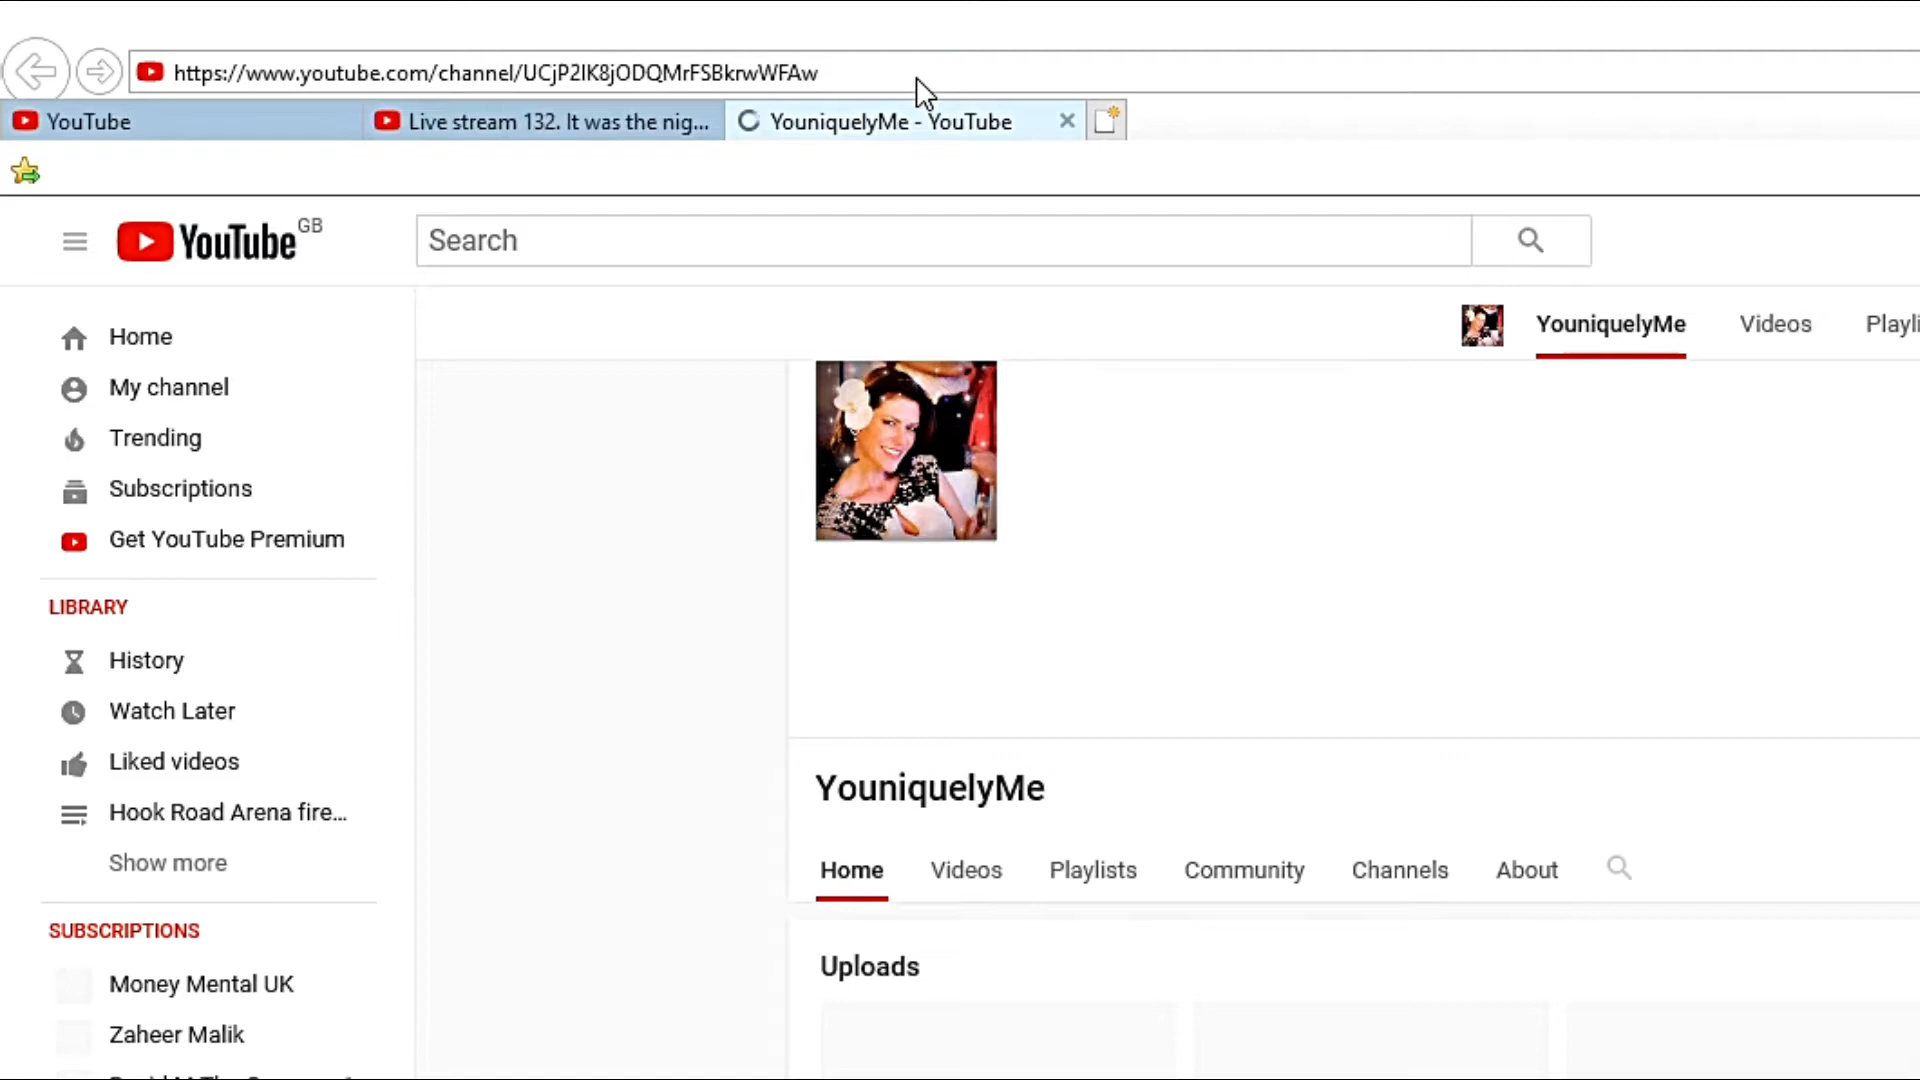 https://www.youtube.com/channel/UCjP2IK8jODQMrFSBkrwWFAw
YouTube
Live stream 132. It was the nig...
YouniquelyMe - YouTube
YouTube GB
Search
YouniquelyMe
Videos
Playli
Home
My channel
Trending
Subscriptions
Get YouTube Premium
LIBRARY
History
Watch Later
Liked videos
Hook Road Arena fire...
Show more
SUBSCRIPTIONS
Money Mental UK
Zaheer Malik
YouniquelyMe
Home
Videos
Playlists
Community
Channels
About
Uploads